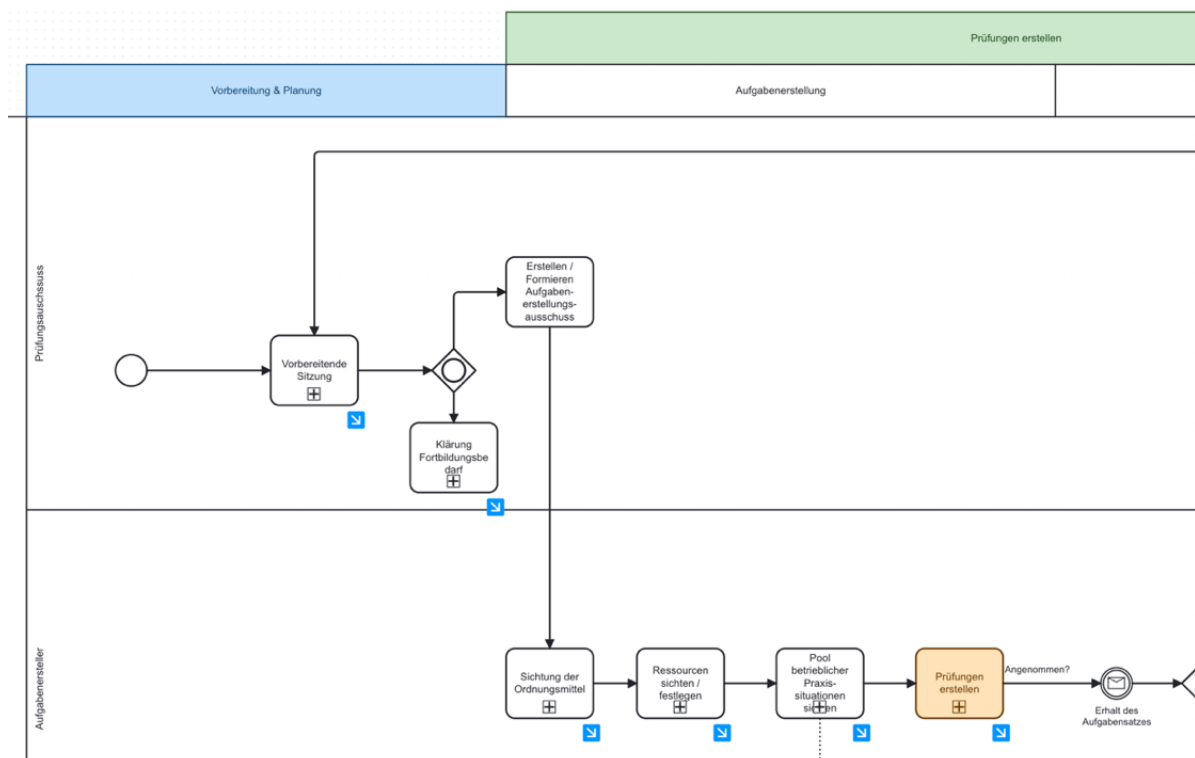 Prüfungen erstellen
Vorbereitung & Planung
Aufgabenerstellung
Prüfungsauschssuss
Erstellen /
Formieren
Aufgaben-
erstellungs-
ausschuss
Vorbereitende
Sitzung
Klärung
Fortbildungsbe
darf
Aufgabenersteller
Sichtung der
Ordnungsmittel
Ressourcen
sichten /
festlegen
Pool
betrieblicher
Praxis-
situationen
sichten
Prüfungen
erstellen
Angenommen?
Erhalt des
Aufgabensatzes